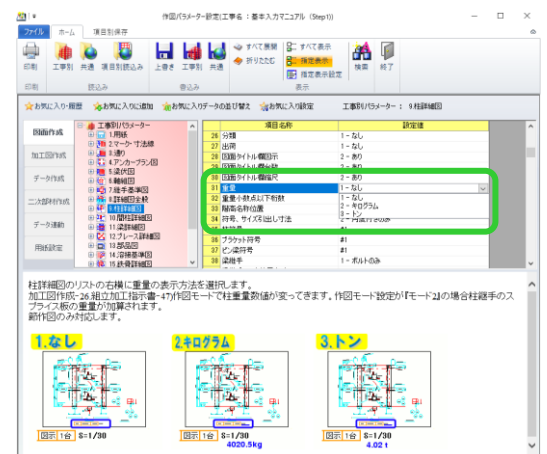 作図パラメーター設定(工事名：基本入力マニュアル (Step1))
ファイル ホーム 項目別保存
印刷 工事別 共通 項目別読込み 上書き 工事別 共通 すべて展開 折りたたむ すべて表示 指定表示 指定表示設定 検索 終了
印刷 読込み 書込み 表示
お気に入り・履歴 お気に入りに追加 お気に入りデータの並び替え お気に入り設定 工事別パラメーター： 9.柱詳細図
図面作成
加工図作成
データ作成
二次部材作成
データ連動
用紙設定
工事別パラメーター
1.用紙
2.マーク・寸法線
3.通り
4.アンカープラン図
5.梁伏図
6.軸組図
7.継手基準図
8.詳細図全般
9.柱詳細図
10.間柱詳細図
11.梁詳細図
12.ブレース詳細図
13.部品図
14.溶接基準図
15.鉄骨詳細図
項目名称 設定値
26 分類 1 - なし
27 出荷 1 - なし
28 図面タイトル欄図示 2 - あり
29 図面タイトル欄台数 2 - あり
30 図面タイトル欄縮尺 2 - あり
31 重量 1 - なし
32 重量小数点以下桁数 1 - なし
33 階高名称位置 2 - キログラム
3 - トン
34 符号、サイズ引出し寸法
36 ブラケット符号 #1
37 ピン梁符号 #1
38 梁継手 1 - ボルトのみ
柱詳細図のリストの右横に重量の表示方法を選択します。
加工図作成-26.組立加工指示書-47)作図モードで柱重量数値が変ってきます。作図モード設定が『モード2』の場合柱継手のスプライス板の重量が加算されます。
節作図のみ対応します。
1.なし 2.キログラム 3.トン
図示 1台 S=1/30 図示 1台 S=1/30 図示 1台 S=1/30
4020.5kg 4.02 t